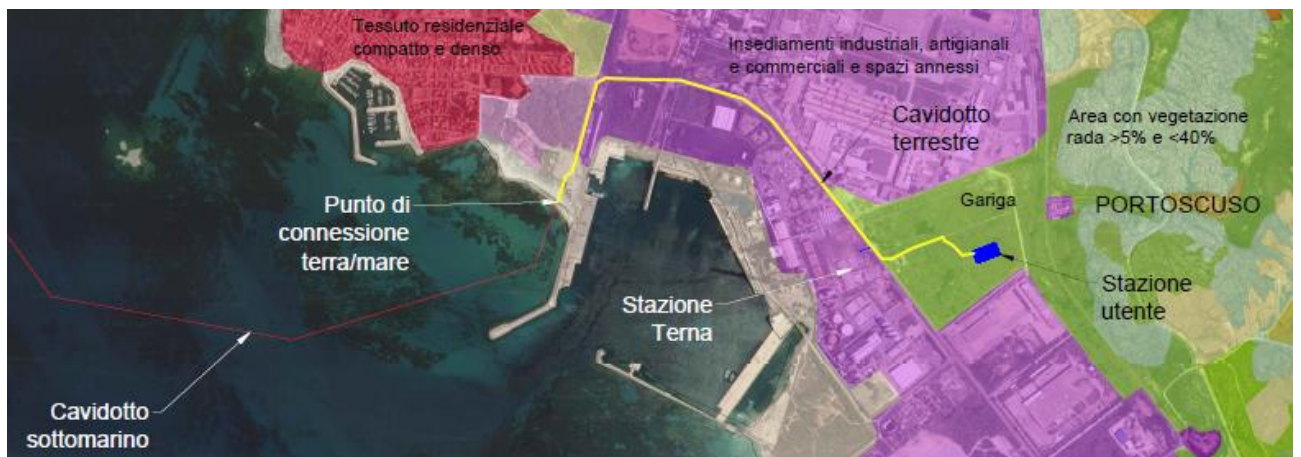 Tessuto residenziale
compatto e denso
Insediamenti industriali, artigianali
e commerciali e spazi annessi
Cavidotto
terrestre
Area con vegetazione
rada >5% e <40%
Punto di
connessione
terra/mare
Gariga
PORTOSCUSO
Stazione
Terna
Stazione
utente
Cavidotto
sottomarino